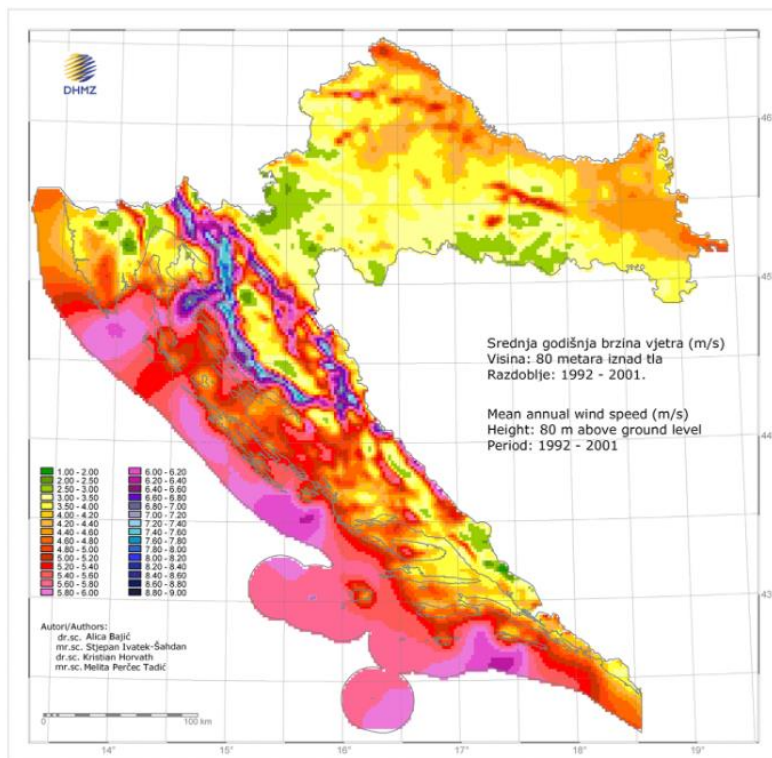 DHMZ
46
45
Srednja godišnja brzina vjetra (m/s)
Visina: 80 metara iznad tla
Razdoblje: 1992 - 2001.
Mean annual wind speed (m/s)
Height: 80 m above ground level
Period: 1992 - 2001
44
1.00 - 2.00 6.00 - 6.20
2.00 - 2.50 6.20 - 6.40
2.50 - 3.00 6.40 - 6.60
3.00 - 3.50 6.60 - 6.80
3.50 - 4.00 6.80 - 7.00
4.00 - 4.20 7.00 - 7.20
4.20 - 4.40 7.20 - 7.40
4.40 - 4.60 7.40 - 7.60
4.60 - 4.80 7.60 - 7.80
4.80 - 5.00 7.80 - 8.00
5.00 - 5.20 8.00 - 8.20
5.20 - 5.40 8.20 - 8.40
5.40 - 5.60 8.40 - 8.60
5.60 - 5.80 8.60 - 8.80
5.80 - 6.00 8.80 - 9.00
43
Autori/Authors:
dr.sc. Alica Bajić
mr.sc. Stjepan Ivatek-Šahdan
dr.sc. Kristian Horvath
mr.sc. Melita Perčec Tadić
0 100 km
14° 15° 16° 17° 18° 19°